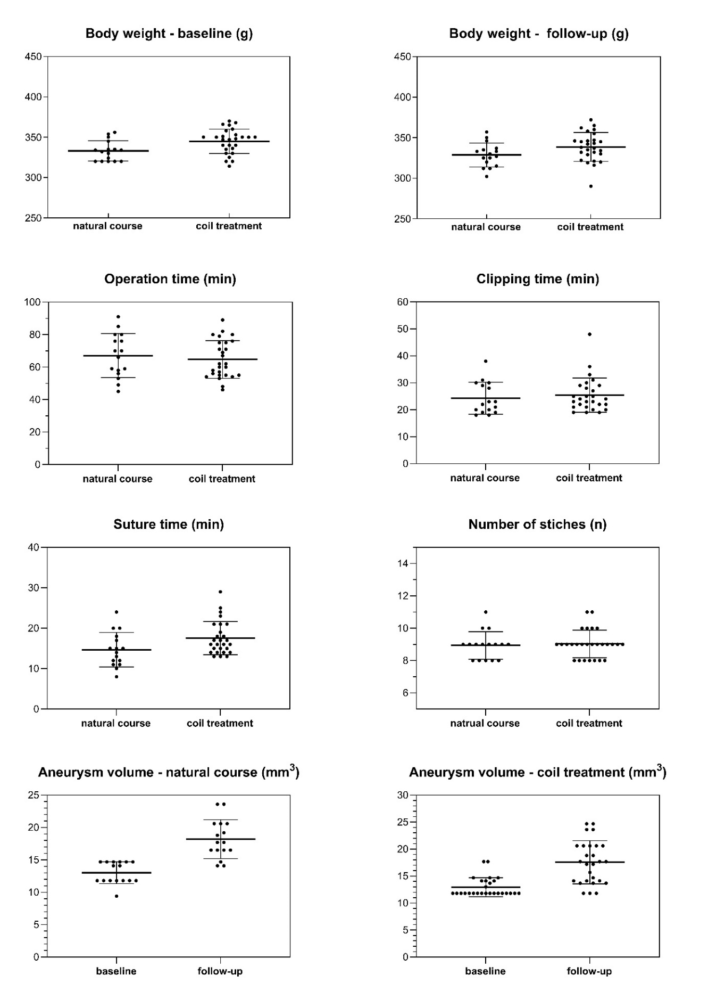 Body weight - baseline (g)
450
400
350
300
250
natural course coil treatment
Body weight -  follow-up (g)
450
400
350
300
250
natural course coil treatment
Operation time (min)
100
80
60
40
20
0
natural course coil treatment
Clipping time (min)
60
50
40
30
20
10
0
natural course coil treatment
Suture time (min)
40
30
20
10
0
natural course coil treatment
Number of stiches (n)
14
12
10
8
6
natrual course coil treatment
Aneurysm volume - natural course (mm³)
25
20
15
10
5
0
baseline follow-up
Aneurysm volume - coil treatment (mm³)
30
25
20
15
10
5
0
baseline follow-up